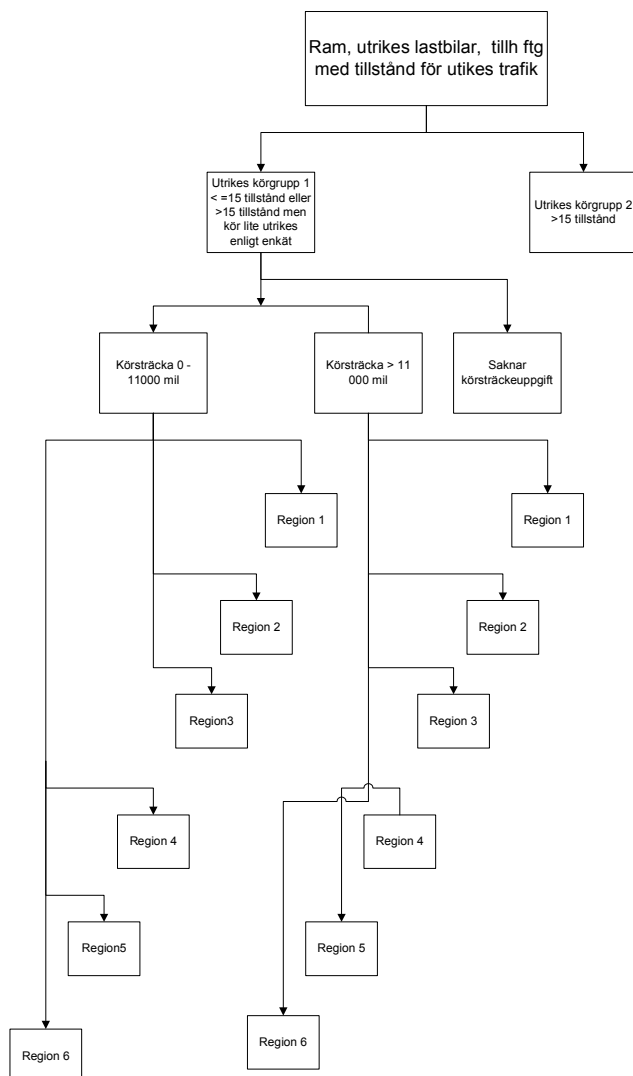 Ram, utrikes lastbilar, tillh ftg
med tillstånd för utikes trafik
Utrikes körgrupp 1
< =15 tillstånd eller
>15 tillstånd men
kör lite utrikes
enligt enkät
Utrikes körgrupp 2
>15 tillstånd
Körsträcka 0 -
11000 mil
Körsträcka > 11
000 mil
Saknar
körsträckeuppgift
Region 1
Region 1
Region 2
Region 2
Region3
Region 3
Region 4
Region 4
Region5
Region 5
Region 6
Region 6